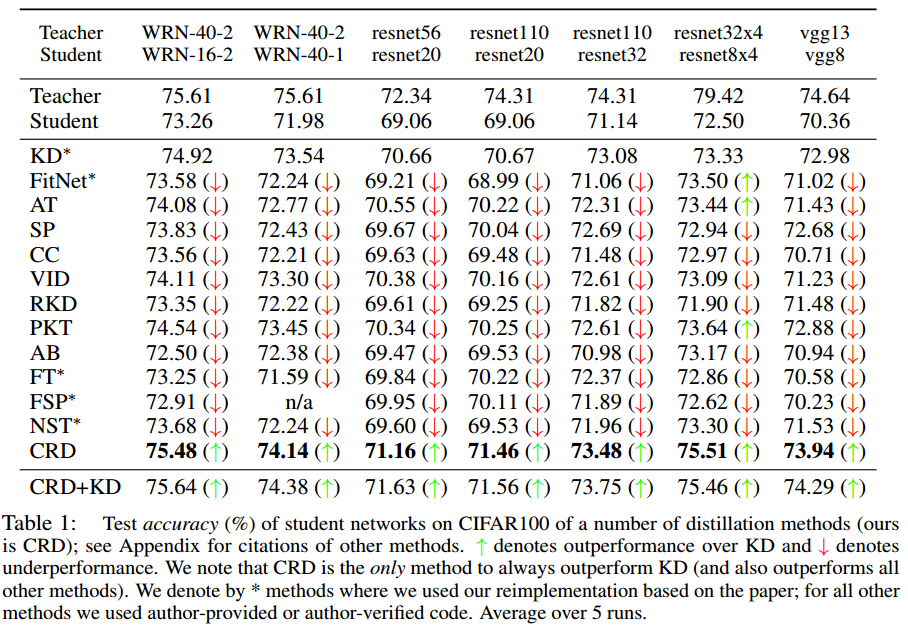 Teacher WRN-40-2 WRN-40-2 resnet56 resnet110 resnet110 resnet32x4 vgg13
Student WRN-16-2 WRN-40-1 resnet20 resnet20 resnet32 resnet8x4 vgg8
Teacher 75.61 75.61 72.34 74.31 74.31 79.42 74.64
Student 73.26 71.98 69.06 69.06 71.14 72.50 70.36
KD* 74.92 73.54 70.66 70.67 73.08 73.33 72.98
FitNet* 73.58 (↓) 72.24 (↓) 69.21 (↓) 68.99 (↓) 71.06 (↓) 73.50 (↑) 71.02 (↓)
AT 74.08 (↓) 72.77 (↓) 70.55 (↓) 70.22 (↓) 72.31 (↓) 73.44 (↑) 71.43 (↓)
SP 73.83 (↓) 72.43 (↓) 69.67 (↓) 70.04 (↓) 72.69 (↓) 72.94 (↓) 72.68 (↓)
CC 73.56 (↓) 72.21 (↓) 69.63 (↓) 69.48 (↓) 71.48 (↓) 72.97 (↓) 70.71 (↓)
VID 74.11 (↓) 73.30 (↓) 70.38 (↓) 70.16 (↓) 72.61 (↓) 73.09 (↓) 71.23 (↓)
RKD 73.35 (↓) 72.22 (↓) 69.61 (↓) 69.25 (↓) 71.82 (↓) 71.90 (↓) 71.48 (↓)
PKT 74.54 (↓) 73.45 (↓) 70.34 (↓) 70.25 (↓) 72.61 (↓) 73.64 (↑) 72.88 (↓)
AB 72.50 (↓) 72.38 (↓) 69.47 (↓) 69.53 (↓) 70.98 (↓) 73.17 (↓) 70.94 (↓)
FT* 73.25 (↓) 71.59 (↓) 69.84 (↓) 70.22 (↓) 72.37 (↓) 72.86 (↓) 70.58 (↓)
FSP* 72.91 (↓) n/a 69.95 (↓) 70.11 (↓) 71.89 (↓) 72.62 (↓) 70.23 (↓)
NST* 73.68 (↓) 72.24 (↓) 69.60 (↓) 69.53 (↓) 71.96 (↓) 73.30 (↓) 71.53 (↓)
CRD 75.48 (↑) 74.14 (↑) 71.16 (↑) 71.46 (↑) 73.48 (↑) 75.51 (↑) 73.94 (↑)
CRD+KD 75.64 (↑) 74.38 (↑) 71.63 (↑) 71.56 (↑) 73.75 (↑) 75.46 (↑) 74.29 (↑)
Table 1: Test accuracy (%) of student networks on CIFAR100 of a number of distillation methods (ours
is CRD); see Appendix for citations of other methods. ↑ denotes outperformance over KD and ↓ denotes
underperformance. We note that CRD is the only method to always outperform KD (and also outperforms all
other methods). We denote by * methods where we used our reimplementation based on the paper; for all other
methods we used author-provided or author-verified code. Average over 5 runs.